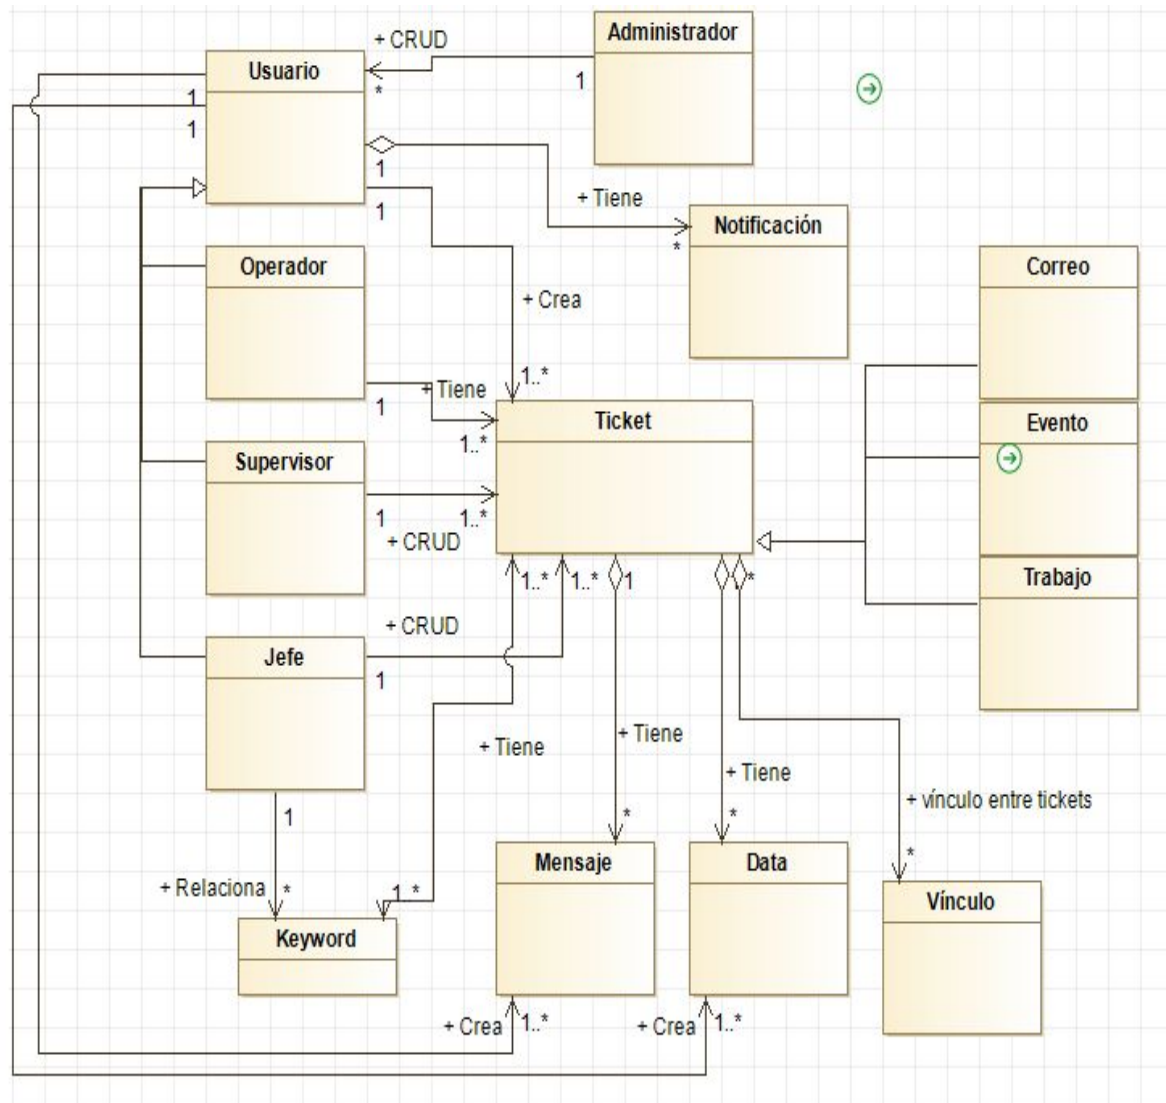 Administrador
+ CRUD
Usuario
1
*
1
1
1
+ Tiene
1
Notificación
*
Operador
Correo
+ Crea
1..*
+ Tiene
1
Ticket
Evento
1..*
Supervisor
1
1..*
+ CRUD
1..*
1..*
1
*
Trabajo
+ CRUD
Jefe
1
+ Tiene
+ Tiene
+ Tiene
+ vínculo entre tickets
1
*
*
*
Mensaje
Data
+ Relaciona
*
1..*
Vínculo
Keyword
+ Crea
1..*
+ Crea
1..*